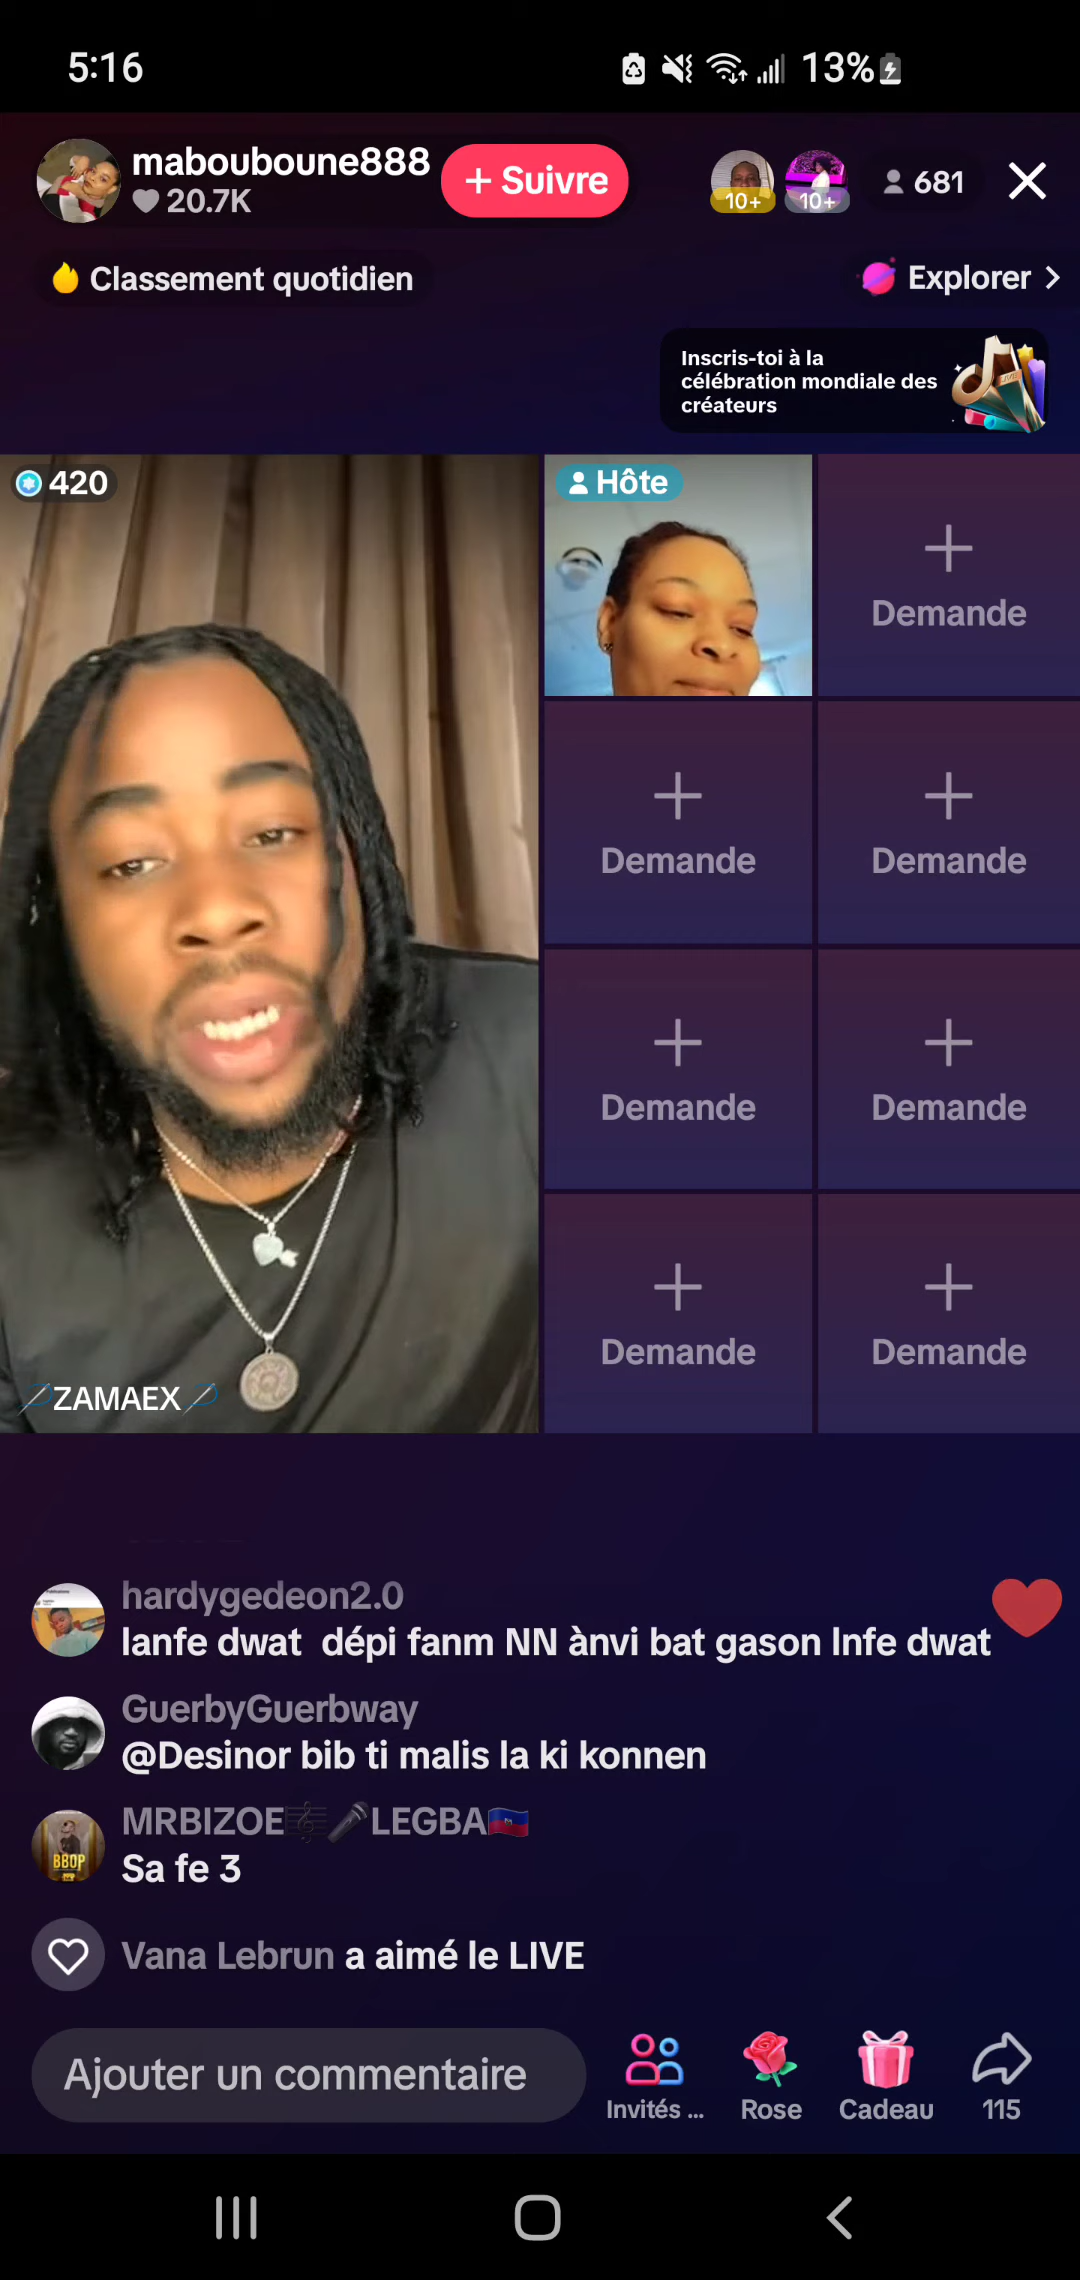 5:16
13%
mabouboune888
20.7K
+ Suivre
10+
10+
681
Classement quotidien
Explorer
Inscris-toi à la
célébration mondiale des
créateurs
420
Hôte
Demande
Demande
Demande
Demande
Demande
Demande
Demande
ZAMAEX
hardygedeon2.0
lanfe dwat  dépi fanm NN ànvi bat gason lnfe dwat
GuerbyGuerbway
@Desinor bib ti malis la ki konnen
MRBIZOE🎼🎤LEGBA🇭🇹
BBOP
Sa fe 3
Vana Lebrun a aimé le LIVE
Ajouter un commentaire
Invités ...
Rose
Cadeau
115